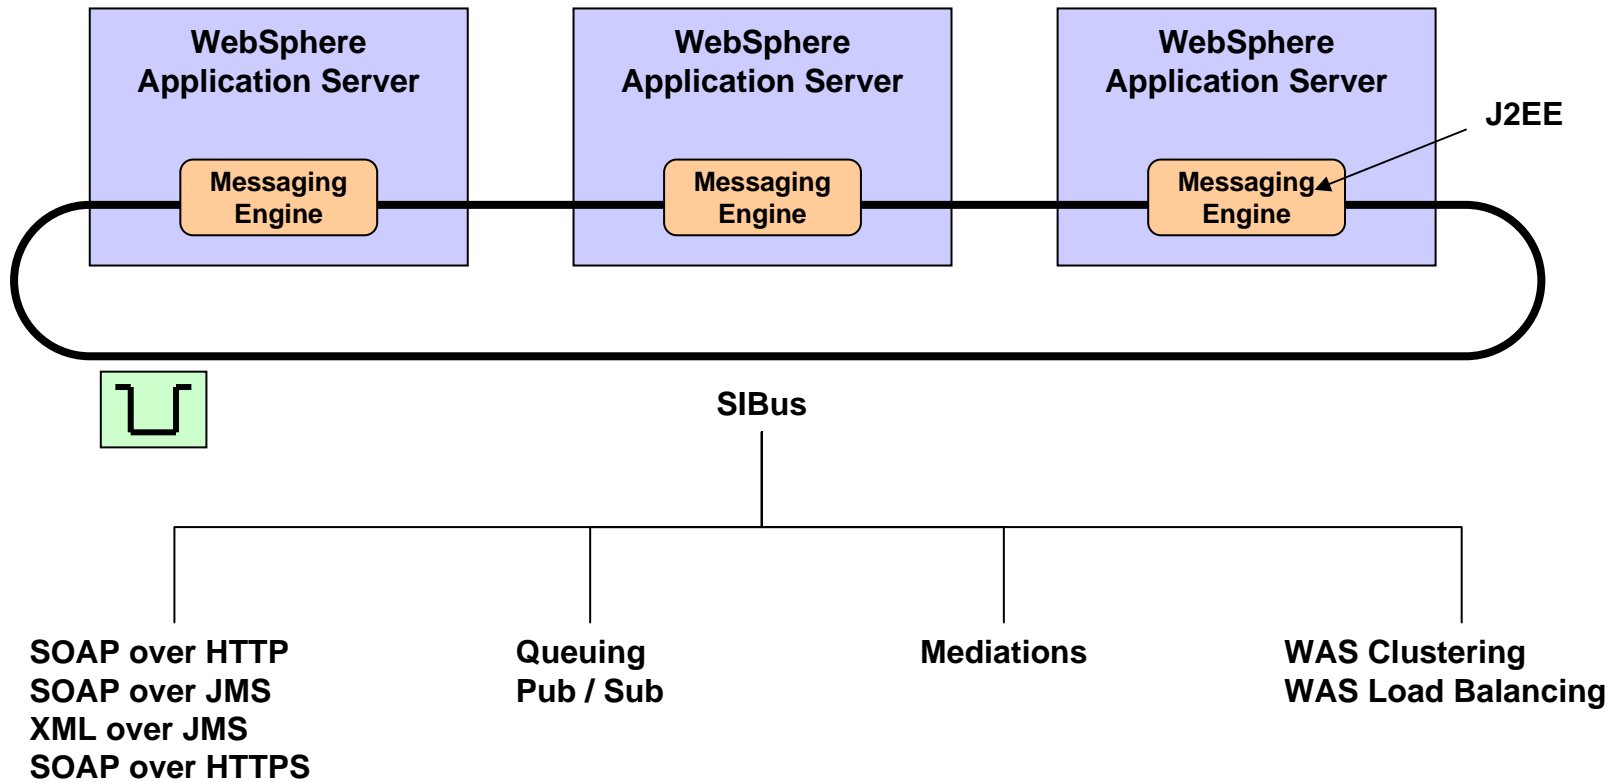 WebSphere
Application Server
WebSphere
Application Server
WebSphere
Application Server
J2EE
Messaging
Engine
Messaging
Engine
Messaging
Engine
SIBus
SOAP over HTTP
SOAP over JMS
XML over JMS
SOAP over HTTPS
Queuing
Pub / Sub
Mediations
WAS Clustering
WAS Load Balancing